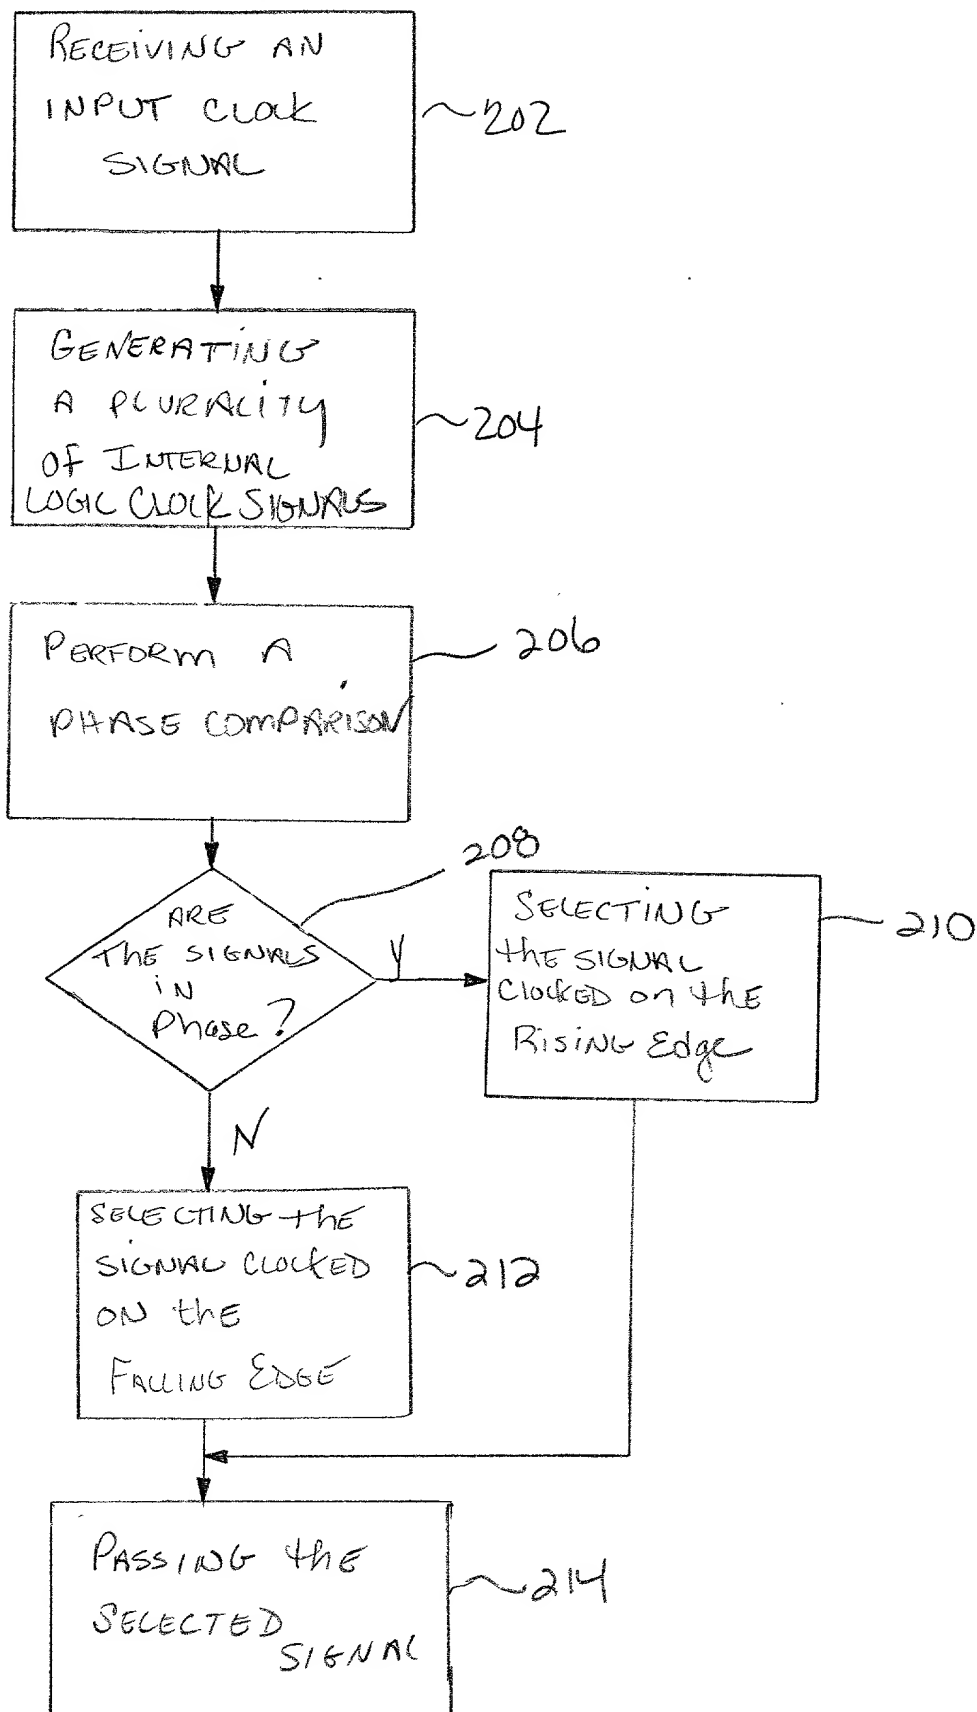 RECEIVING AN
INPUT CLOCK
SIGNAL
202
GENERATING
A PLURALITY
OF INTERNAL
LOGIC CLOCK SIGNALS
204
PERFORM A
PHASE COMPARISON
206
208
ARE
THE SIGNALS
IN
Phase?
Y
SELECTING
the SIGNAL
CLOCKED on the
RISING Edge
210
N
SELECTING the
SIGNAL CLOCKED
ON the
FALLING EDGE
212
PASSING the
SELECTED
SIGNAL
214